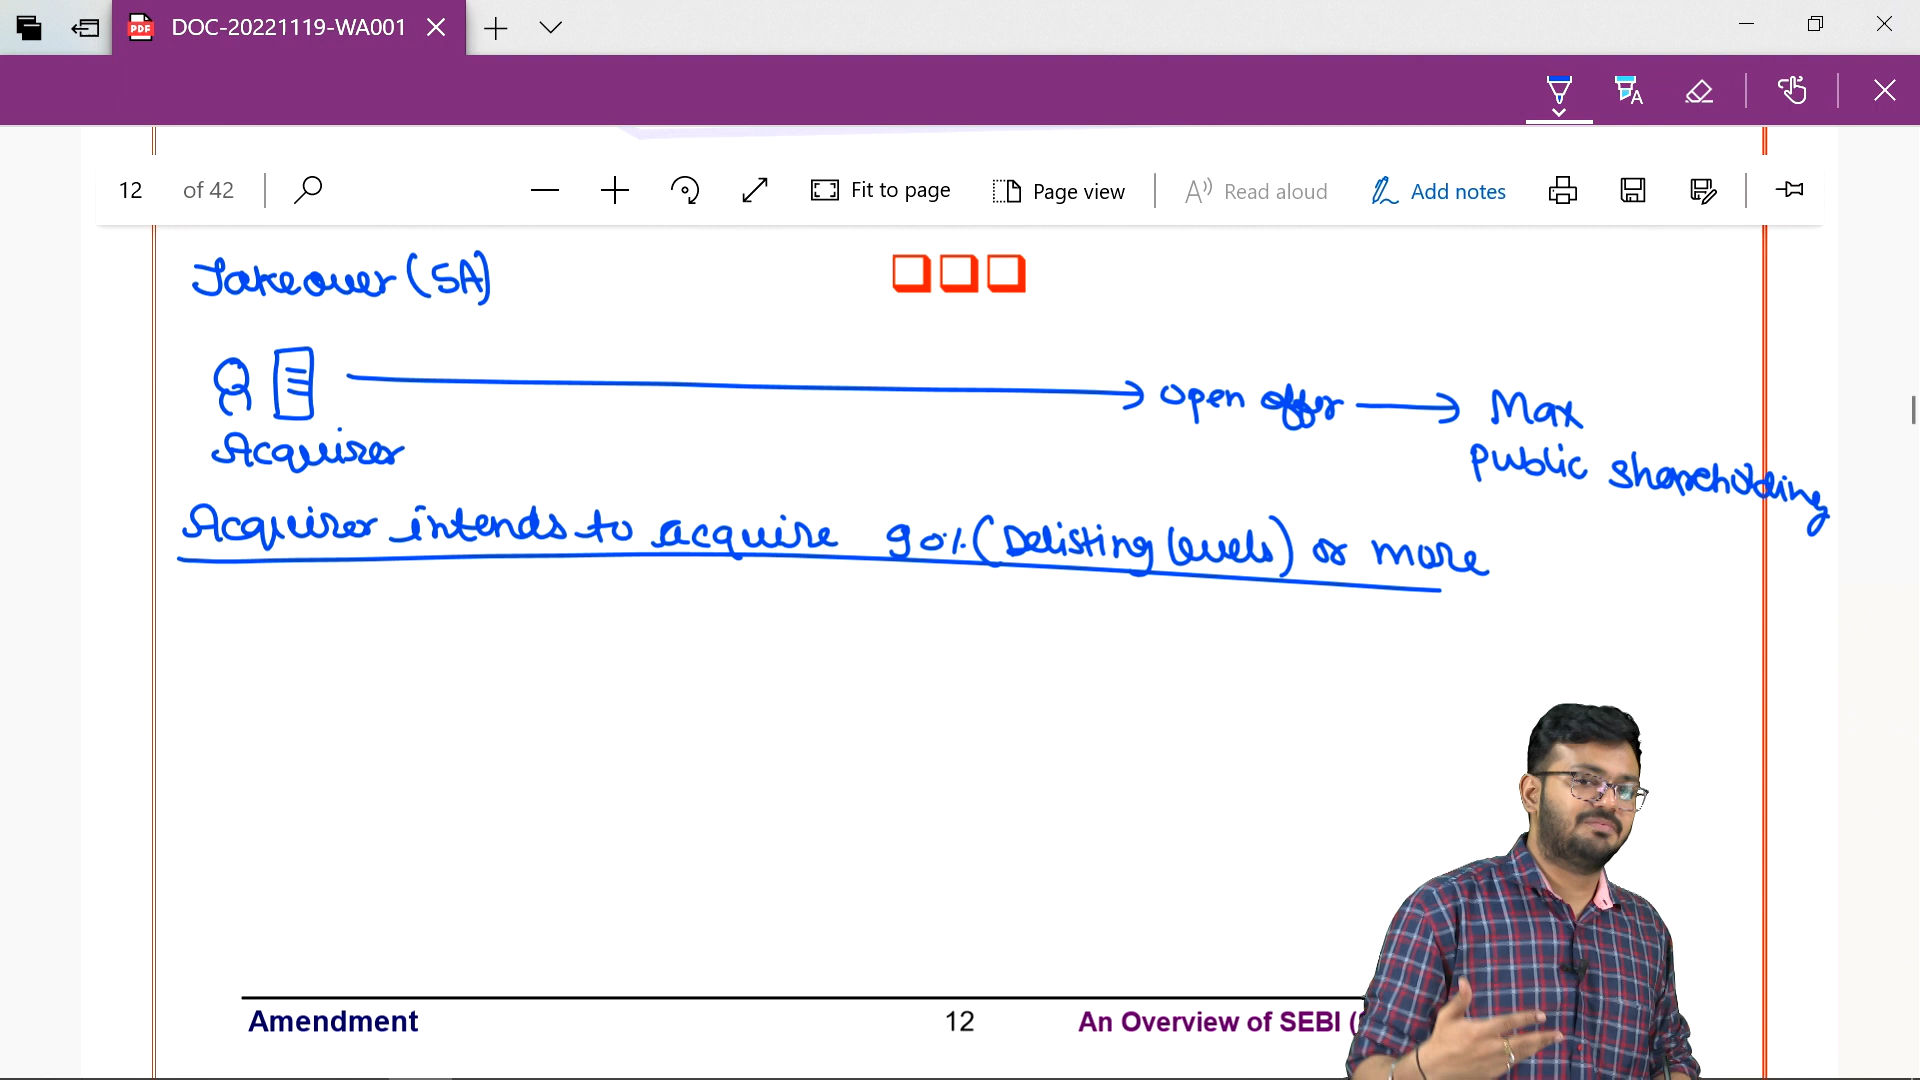 DOC-20221119-WA001
12 of 42 Fit to page Page view Read aloud Add notes
Takeover (SA)
Open offer → Max
public shareholding
Acquirer
Acquirer intends to acquire 90% (Delisting levels) or more
Amendment 12 An Overview of SEBI (